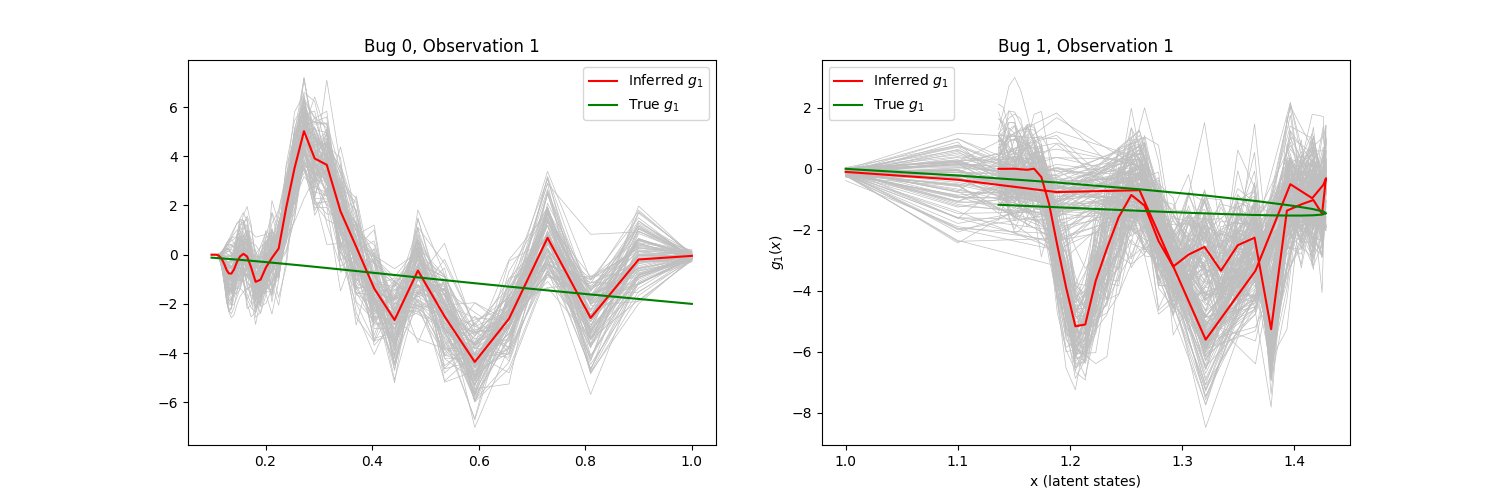 Bug 0, Observation 1
Inferred g₁
True g₁
6
4
2
0
−2
−4
−6
0.2 0.4 0.6 0.8 1.0
Bug 1, Observation 1
Inferred g₁
True g₁
2
0
−2
−4
−6
−8
g₁(x)
1.0 1.1 1.2 1.3 1.4
x (latent states)